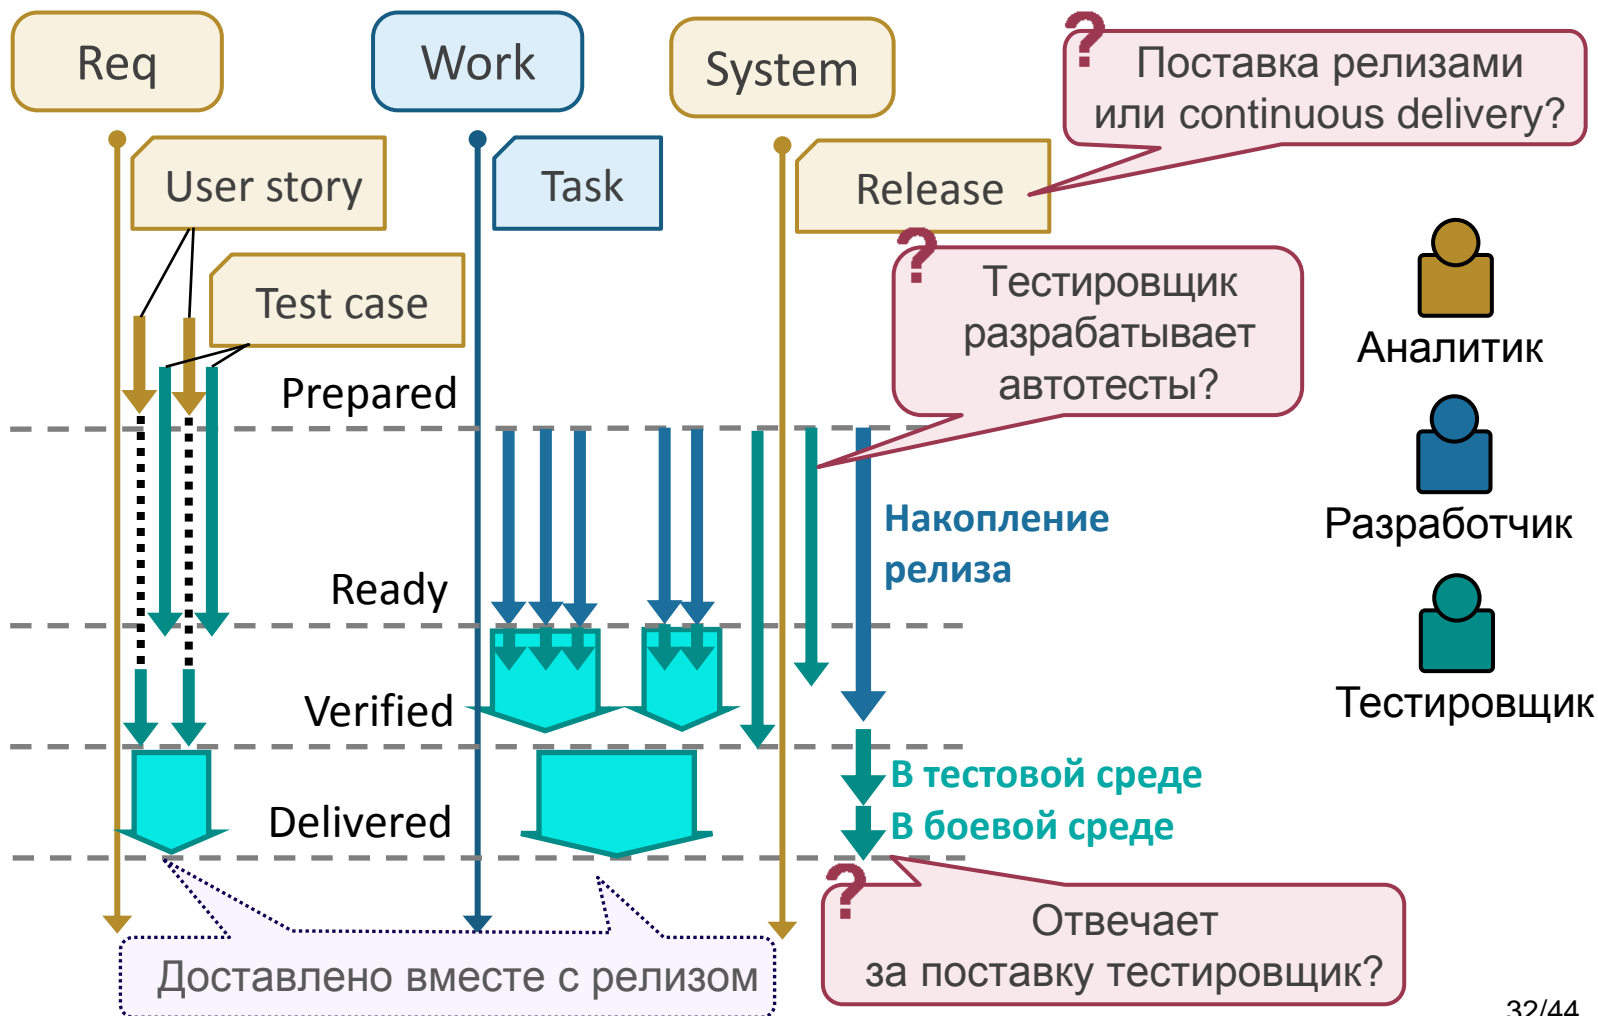 Req
Work
System
?
Поставка релизами
или continuous delivery?
User story
Task
Release
Test case
?
Тестировщик
разрабатывает
автотесты?
Аналитик
Prepared
Накопление
релиза
Разработчик
Ready
Verified
Тестировщик
В тестовой среде
Delivered
В боевой среде
?
Отвечает
за поставку тестировщик?
Доставлено вместе с релизом
32/44